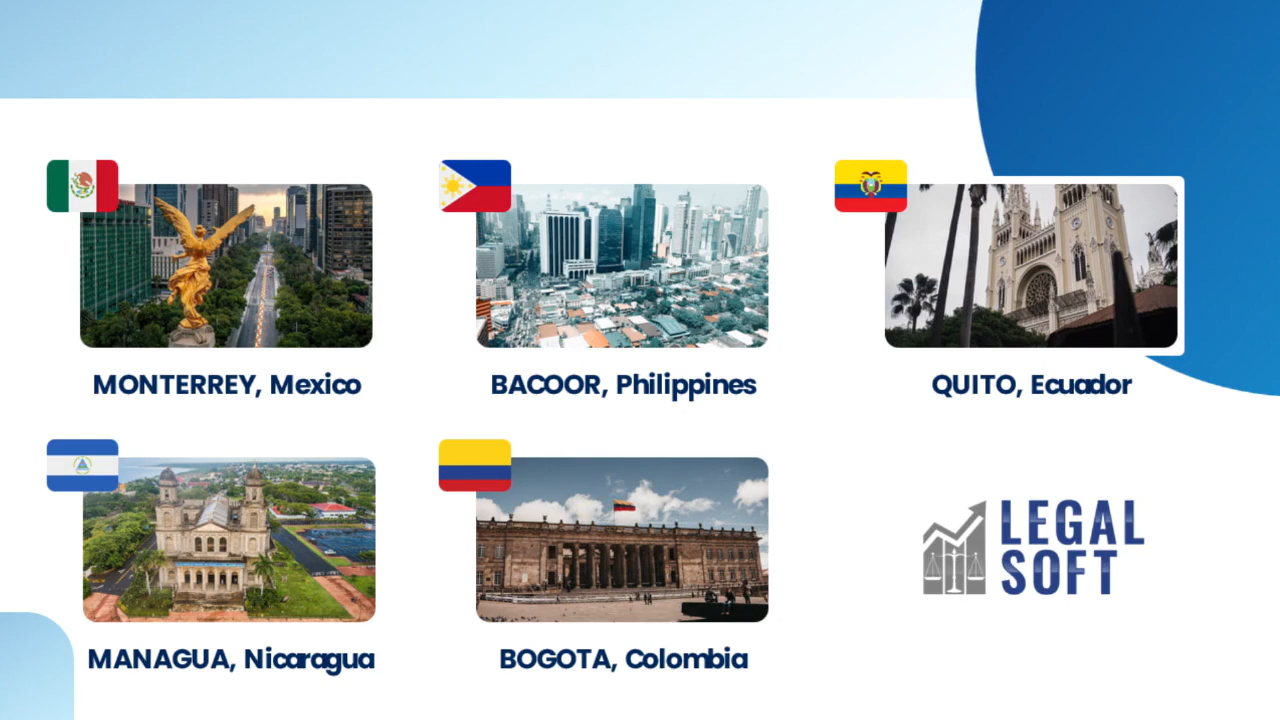 MONTERREY, Mexico
BACOOR, Philippines
QUITO, Ecuador
MANAGUA, Nicaragua
BOGOTA, Colombia
LEGAL
SOFT